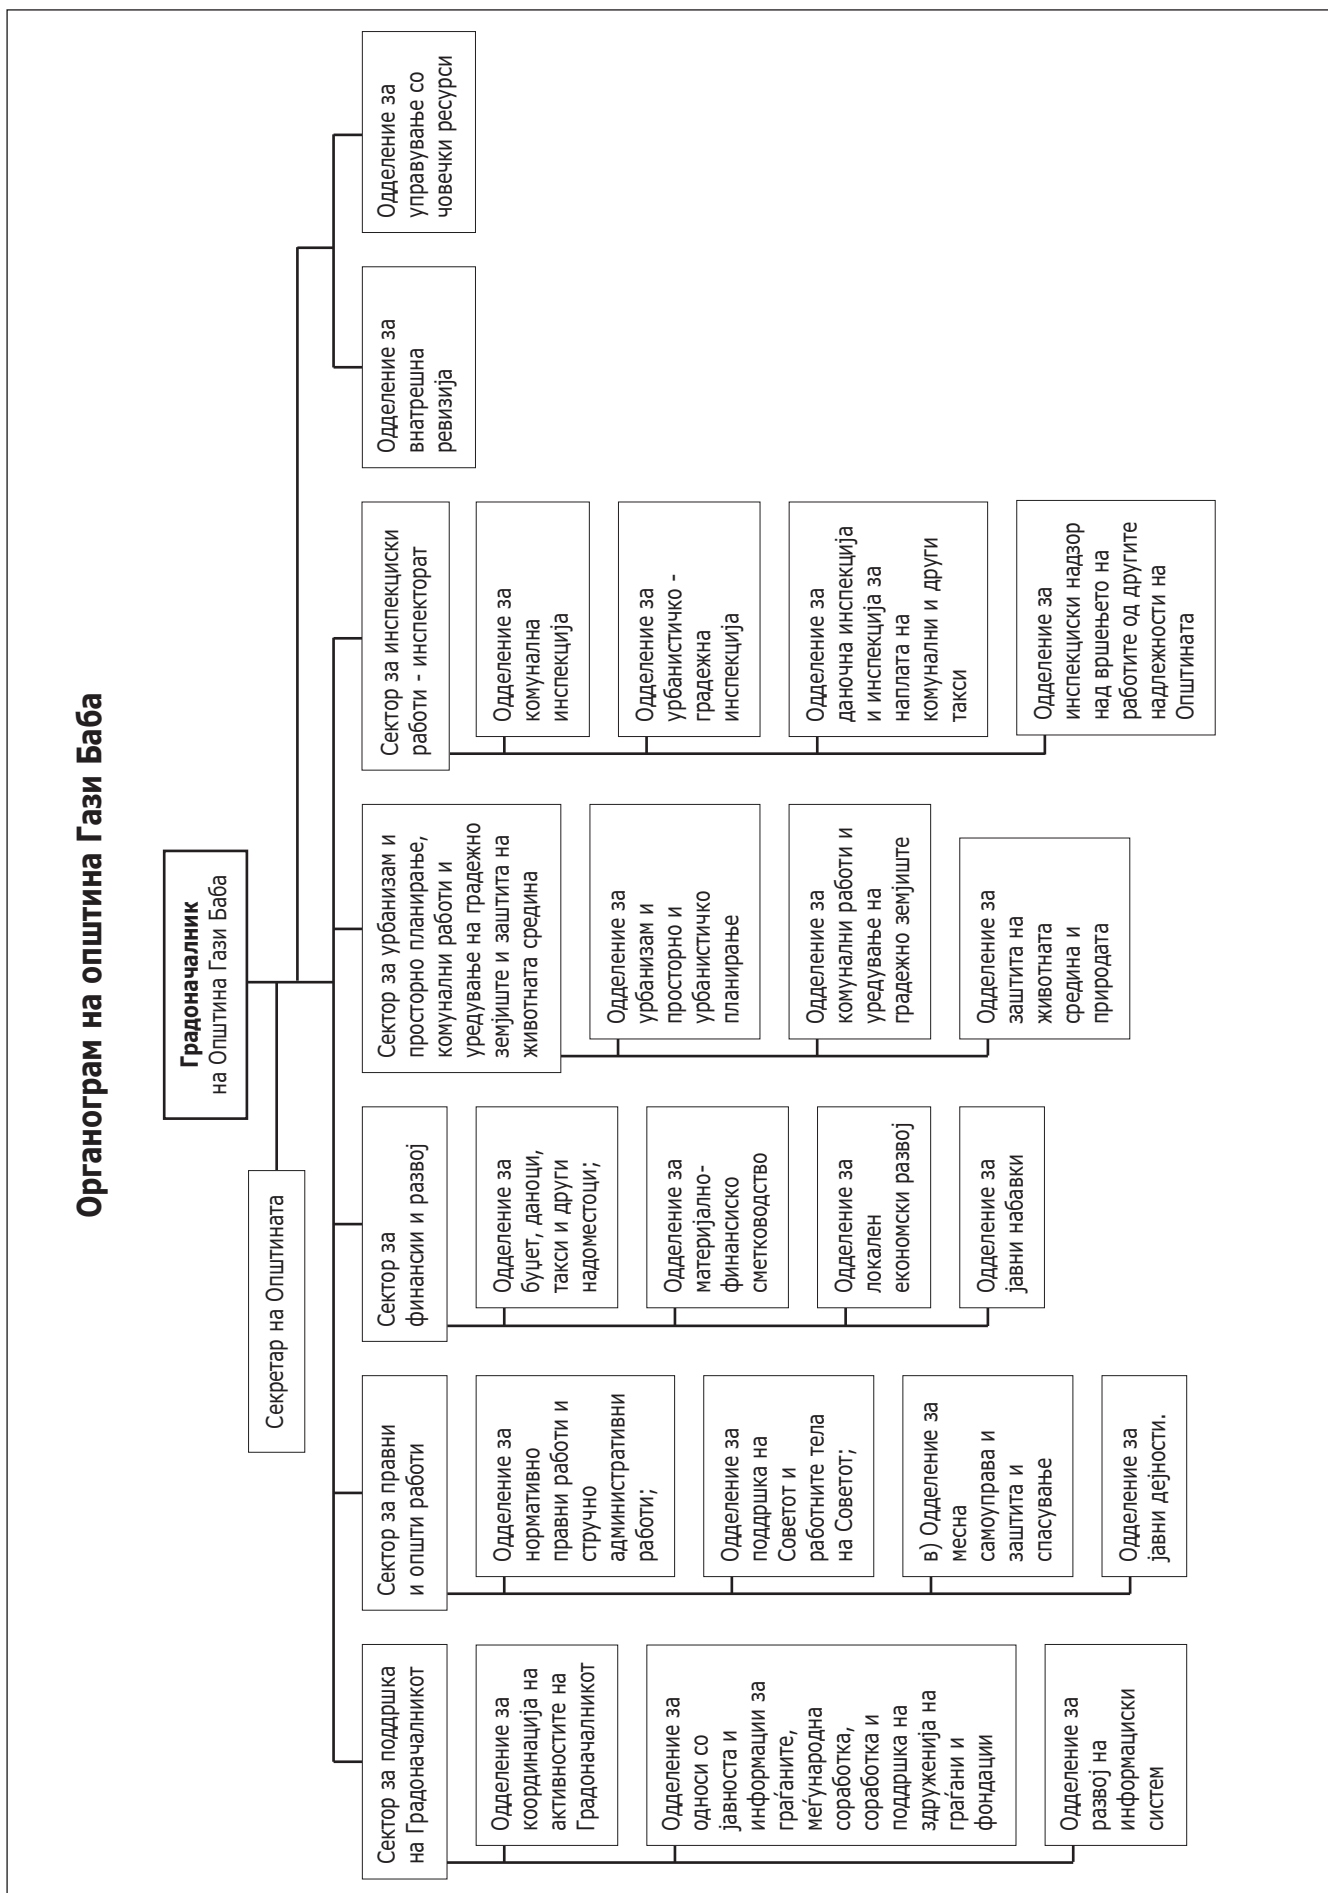 Органограм на општина Гази Баба
Градоначалник
на Општина Гази Баба
Секретар на Општината
Сектор за поддршка
на Градоначалникот
Одделение за
координација на
активностите на
Градоначалникот
Одделение за
односи со
јавноста и
информации за
граѓаните,
меѓународна
соработка,
соработка и
поддршка на
здруженија на
граѓани и
фондации
Одделение за
развој на
информациски
систем
Сектор за правни
и општи работи
Одделение за
нормативно
правни работи и
стручно
административни
работи;
Одделение за
поддршка на
Советот и
работните тела
на Советот;
в) Одделение за
месна
самоуправа и
заштита и
спасување
Одделение за
јавни дејности.
Сектор за
финансии и развој
Одделение за
буџет, даноци,
такси и други
надоместоци;
Одделение за
материјално-
финансиско
сметководство
Одделение за
локален
економски развој
Одделение за
јавни набавки
Сектор за урбанизам и
просторно планирање,
комунални работи и
уредување на градежно
земјиште и заштита на
животната средина
Одделение за
урбанизам и
просторно и
урбанистичко
планирање
Одделение за
комунални работи и
уредување на
градежно земјиште
Одделение за
заштита на
животната
средина и
природата
Сектор за инспекциски
работи - инспекторат
Одделение за
комунална
инспекција
Одделение за
урбанистичко -
градежна
инспекција
Одделение за
даночна инспекција
и инспекција за
наплата на
комунални и други
такси
Одделение за
инспекциски надзор
над вршењето на
работите од другите
надлежности на
Општината
Одделение за
внатрешна
ревизија
Одделение за
управување со
човечки ресурси